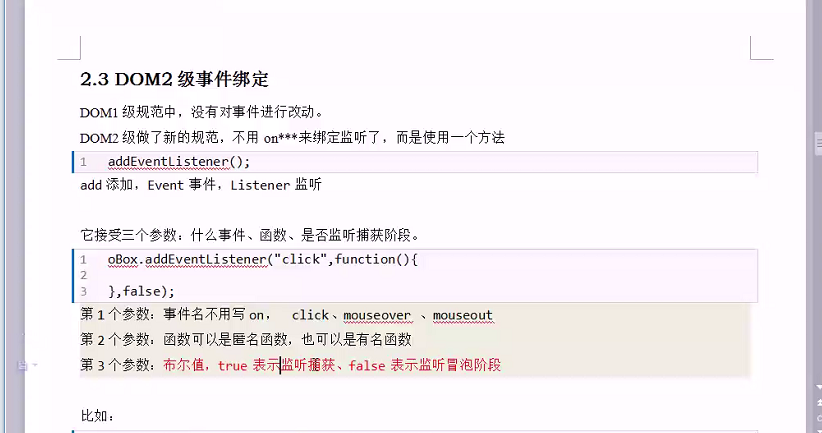 2.3 DOM2 级事件绑定
DOM1 级规范中，没有对事件进行改动。
DOM2 级做了新的规范，不用 on***来绑定监听了，而是使用一个方法
1 addEventListener();
add 添加，Event 事件，Listener 监听
它接受三个参数：什么事件、函数、是否监听捕获阶段。
1 oBox.addEventListener("click",function(){
2
3 },false);
第 1 个参数：事件名不用写 on， click、mouseover 、mouseout
第 2 个参数：函数可以是匿名函数，也可以是有名函数
第 3 个参数：布尔值，true 表示监听捕获、false 表示监听冒泡阶段
比如：